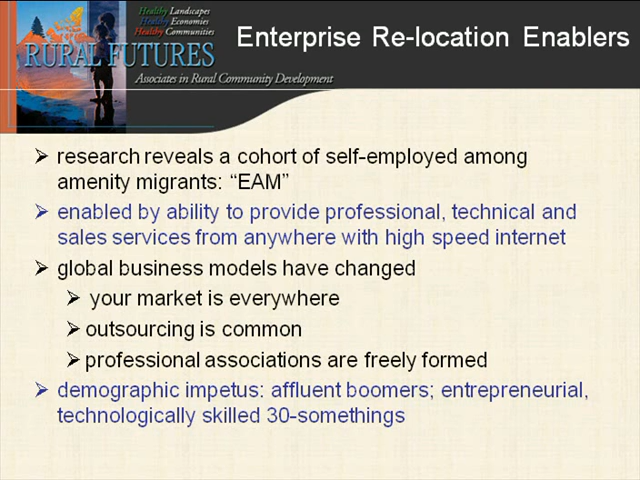 Healthy Landscapes
Healthy Economies
Healthy Communities
RURAL FUTURES
Associates in Rural Community Development
Enterprise Re-location Enablers
research reveals a cohort of self-employed among
amenity migrants: “EAM”
enabled by ability to provide professional, technical and
sales services from anywhere with high speed internet
global business models have changed
your market is everywhere
outsourcing is common
professional associations are freely formed
demographic impetus: affluent boomers; entrepreneurial,
technologically skilled 30-somethings